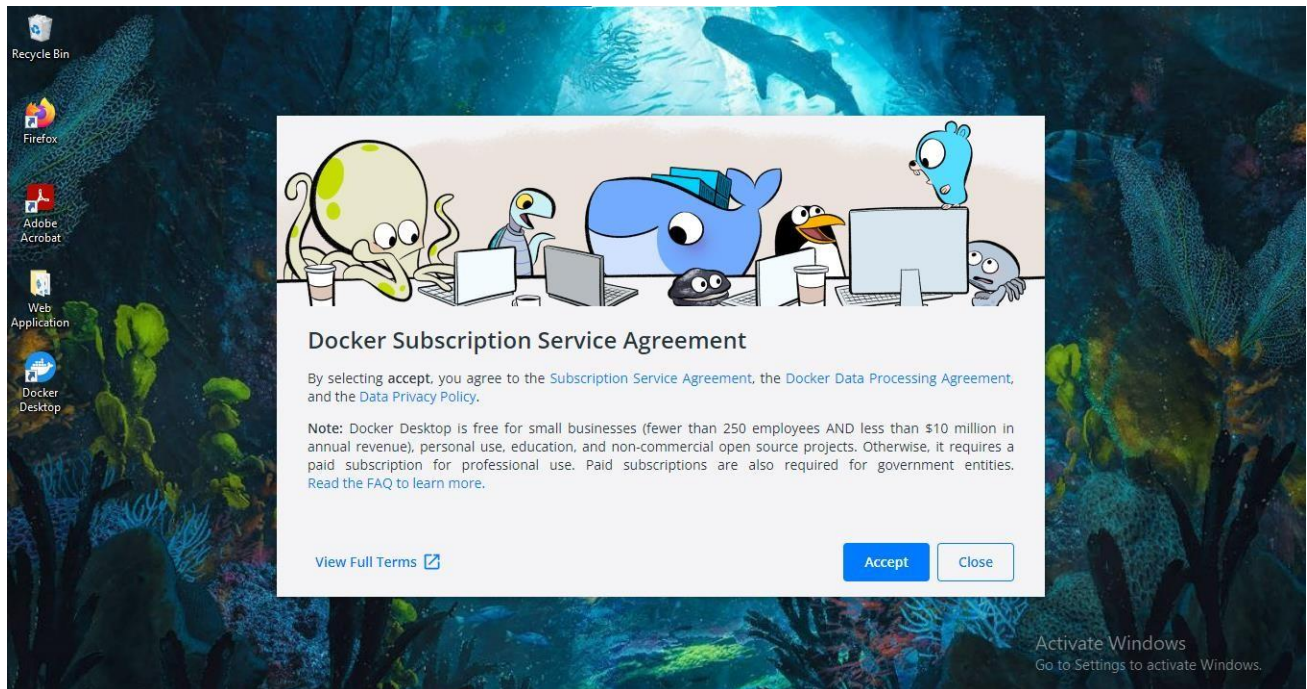 Recycle Bin
Firefox
Adobe
Acrobat
Web
Application
Docker
Desktop
Docker Subscription Service Agreement
By selecting accept, you agree to the Subscription Service Agreement, the Docker Data Processing Agreement,
and the Data Privacy Policy.
Note: Docker Desktop is free for small businesses (fewer than 250 employees AND less than $10 million in
annual revenue), personal use, education, and non-commercial open source projects. Otherwise, it requires a
paid subscription for professional use. Paid subscriptions are also required for government entities.
Read the FAQ to learn more.
View Full Terms
Accept
Close
Activate Windows
Go to Settings to activate Windows.